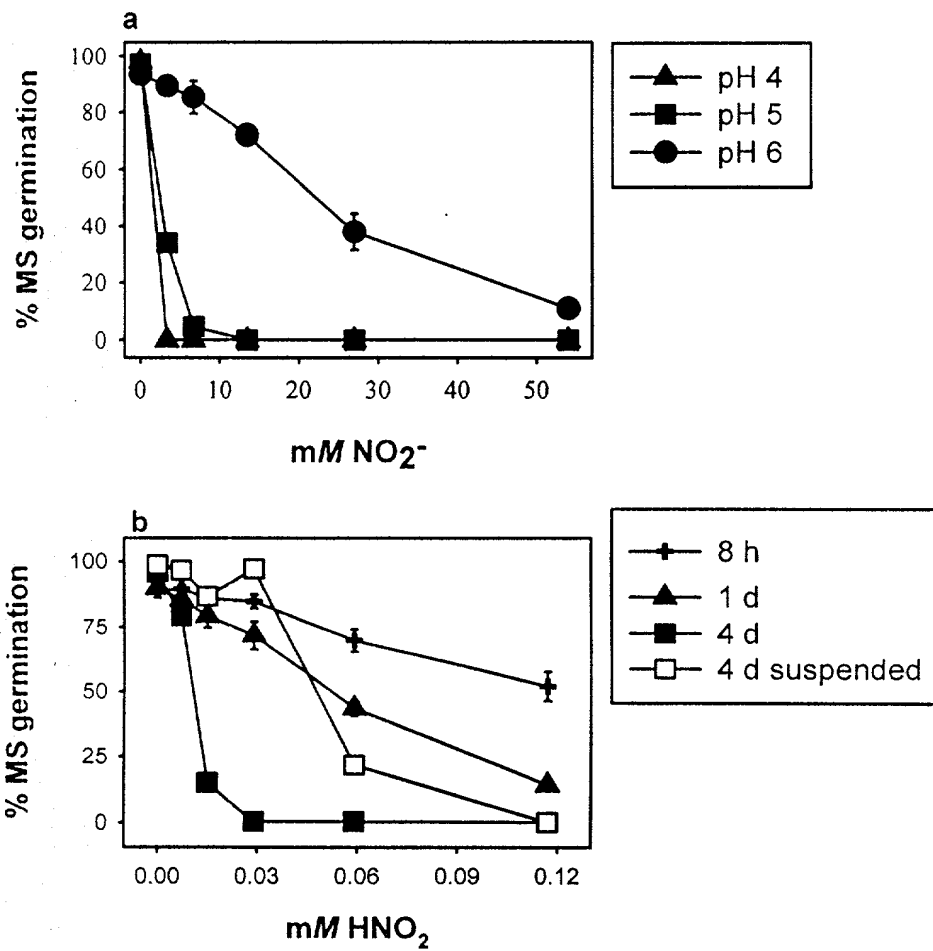 a
% MS germination
100
80
60
40
20
0
0 10 20 30 40 50
mM NO2-
pH 4
pH 5
pH 6
b
% MS germination
100
75
50
25
0
0.00 0.03 0.06 0.09 0.12
mM HNO2
8 h
1 d
4 d
4 d suspended